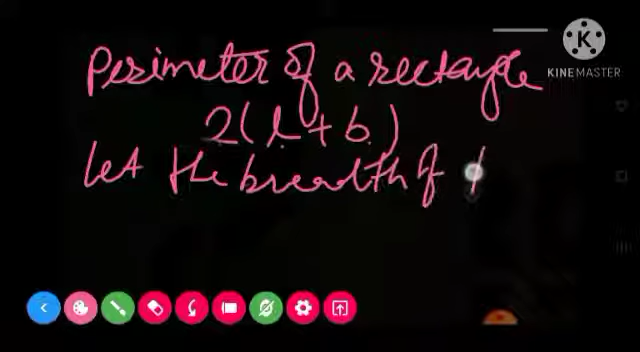 KINEMASTER
Perimeter of a rectangle
2(l+b)
let the breadth of